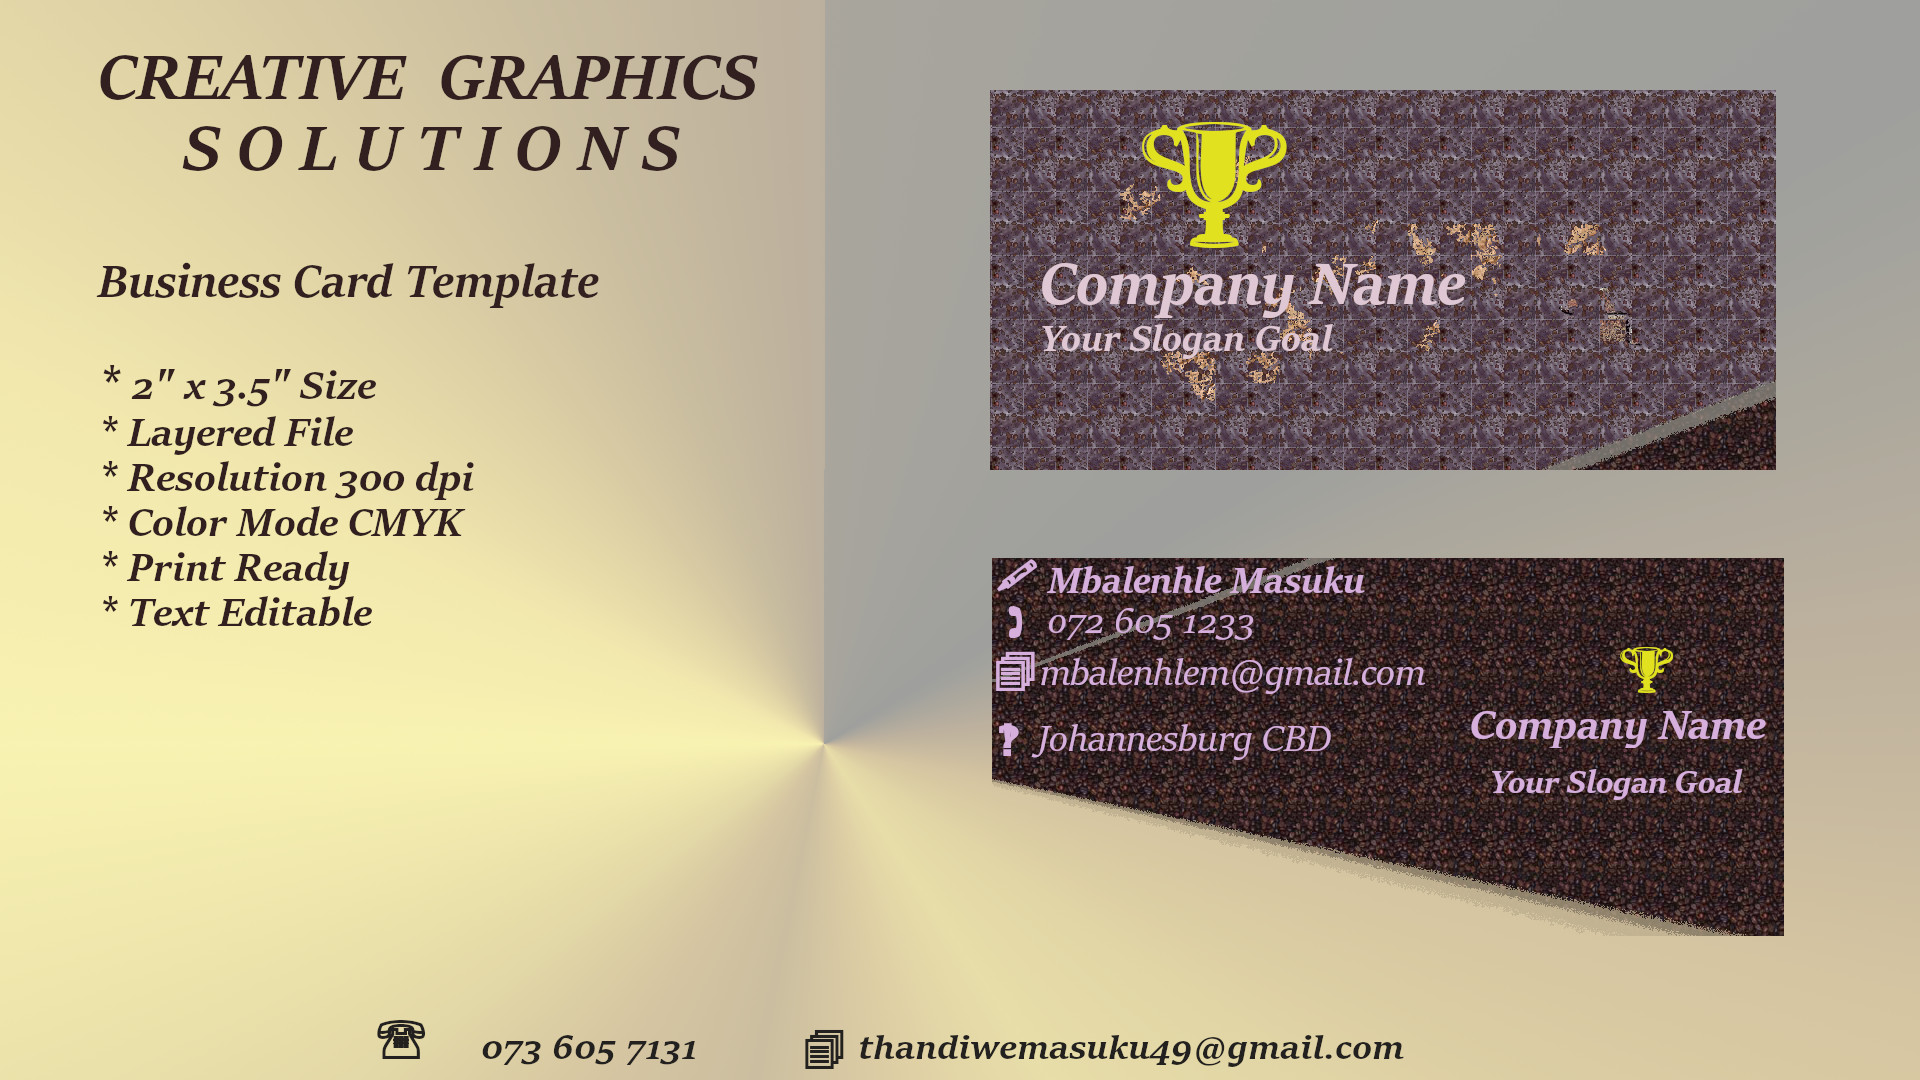 CREATIVE GRAPHICS
SOLUTIONS
Business Card Template
* 2" x 3.5" Size
* Layered File
* Resolution 300 dpi
* Color Mode CMYK
* Print Ready
* Text Editable
Company Name
Your Slogan Goal
Mbalenhle Masuku
072 605 1233
mbalenhlem@gmail.com
Johannesburg CBD
Company Name
Your Slogan Goal
073 605 7131
thandiwemasuku49@gmail.com